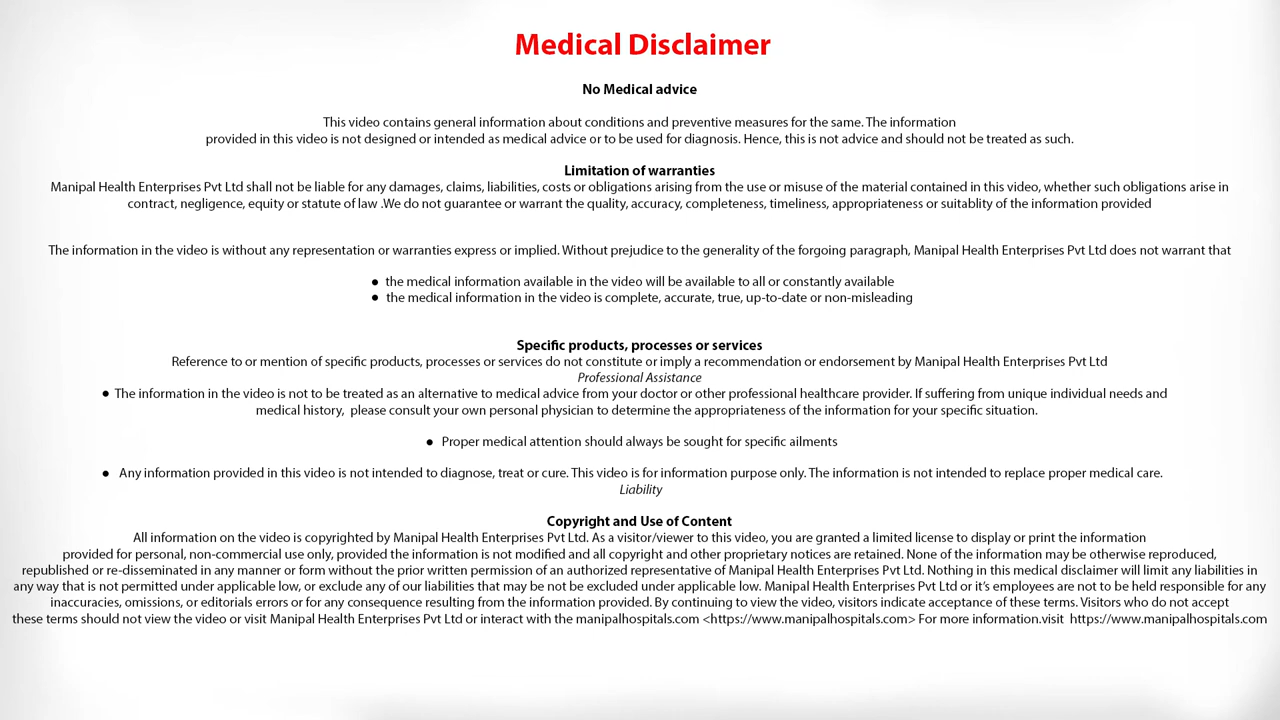 Medical Disclaimer
No Medical advice
This video contains general information about conditions and preventive measures for the same. The information
provided in this video is not designed or intended as medical advice or to be used for diagnosis. Hence, this is not advice and should not be treated as such.
Limitation of warranties
Manipal Health Enterprises Pvt Ltd shall not be liable for any damages, claims, liabilities, costs or obligations arising from the use or misuse of the material contained in this video, whether such obligations arise in
contract, negligence, equity or statute of law .We do not guarantee or warrant the quality, accuracy, completeness, timeliness, appropriateness or suitablity of the information provided
The information in the video is without any representation or warranties express or implied. Without prejudice to the generality of the forgoing paragraph, Manipal Health Enterprises Pvt Ltd does not warrant that
● the medical information available in the video will be available to all or constantly available
● the medical information in the video is complete, accurate, true, up-to-date or non-misleading
Specific products, processes or services
Reference to or mention of specific products, processes or services do not constitute or imply a recommendation or endorsement by Manipal Health Enterprises Pvt Ltd
Professional Assistance
● The information in the video is not to be treated as an alternative to medical advice from your doctor or other professional healthcare provider. If suffering from unique individual needs and
medical history, please consult your own personal physician to determine the appropriateness of the information for your specific situation.
● Proper medical attention should always be sought for specific ailments
● Any information provided in this video is not intended to diagnose, treat or cure. This video is for information purpose only. The information is not intended to replace proper medical care.
Liability
Copyright and Use of Content
All information on the video is copyrighted by Manipal Health Enterprises Pvt Ltd. As a visitor/viewer to this video, you are granted a limited license to display or print the information
provided for personal, non-commercial use only, provided the information is not modified and all copyright and other proprietary notices are retained. None of the information may be otherwise reproduced,
republished or re-disseminated in any manner or form without the prior written permission of an authorized representative of Manipal Health Enterprises Pvt Ltd. Nothing in this medical disclaimer will limit any liabilities in
any way that is not permitted under applicable low, or exclude any of our liabilities that may be not be excluded under applicable low. Manipal Health Enterprises Pvt Ltd or it's employees are not to be held responsible for any
inaccuracies, omissions, or editorials errors or for any consequence resulting from the information provided. By continuing to view the video, visitors indicate acceptance of these terms. Visitors who do not accept
these terms should not view the video or visit Manipal Health Enterprises Pvt Ltd or interact with the manipalhospitals.com <https://www.manipalhospitals.com> For more information.visit https://www.manipalhospitals.com